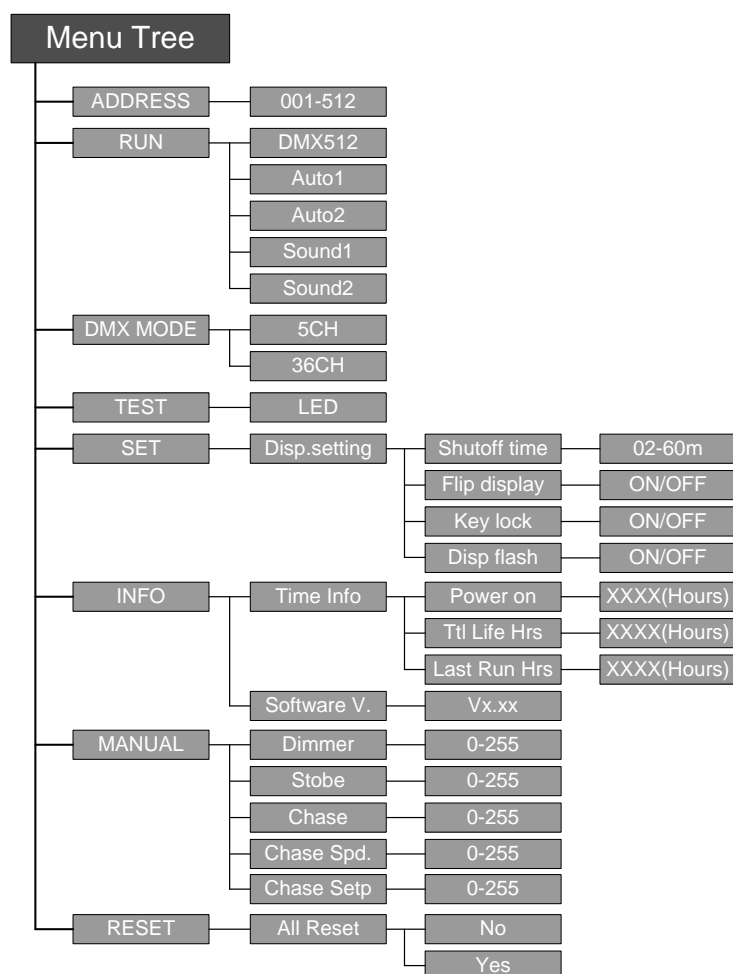 Menu Tree
ADDRESS 001-512
RUN DMX512
Auto1
Auto2
Sound1
Sound2
DMX MODE 5CH
36CH
TEST LED
SET Disp.setting Shutoff time 02-60m
Flip display ON/OFF
Key lock ON/OFF
Disp flash ON/OFF
INFO Time Info Power on XXXX(Hours)
Ttl Life Hrs XXXX(Hours)
Last Run Hrs XXXX(Hours)
Software V. Vx.xx
MANUAL Dimmer 0-255
Stobe 0-255
Chase 0-255
Chase Spd. 0-255
Chase Setp 0-255
RESET All Reset No
Yes